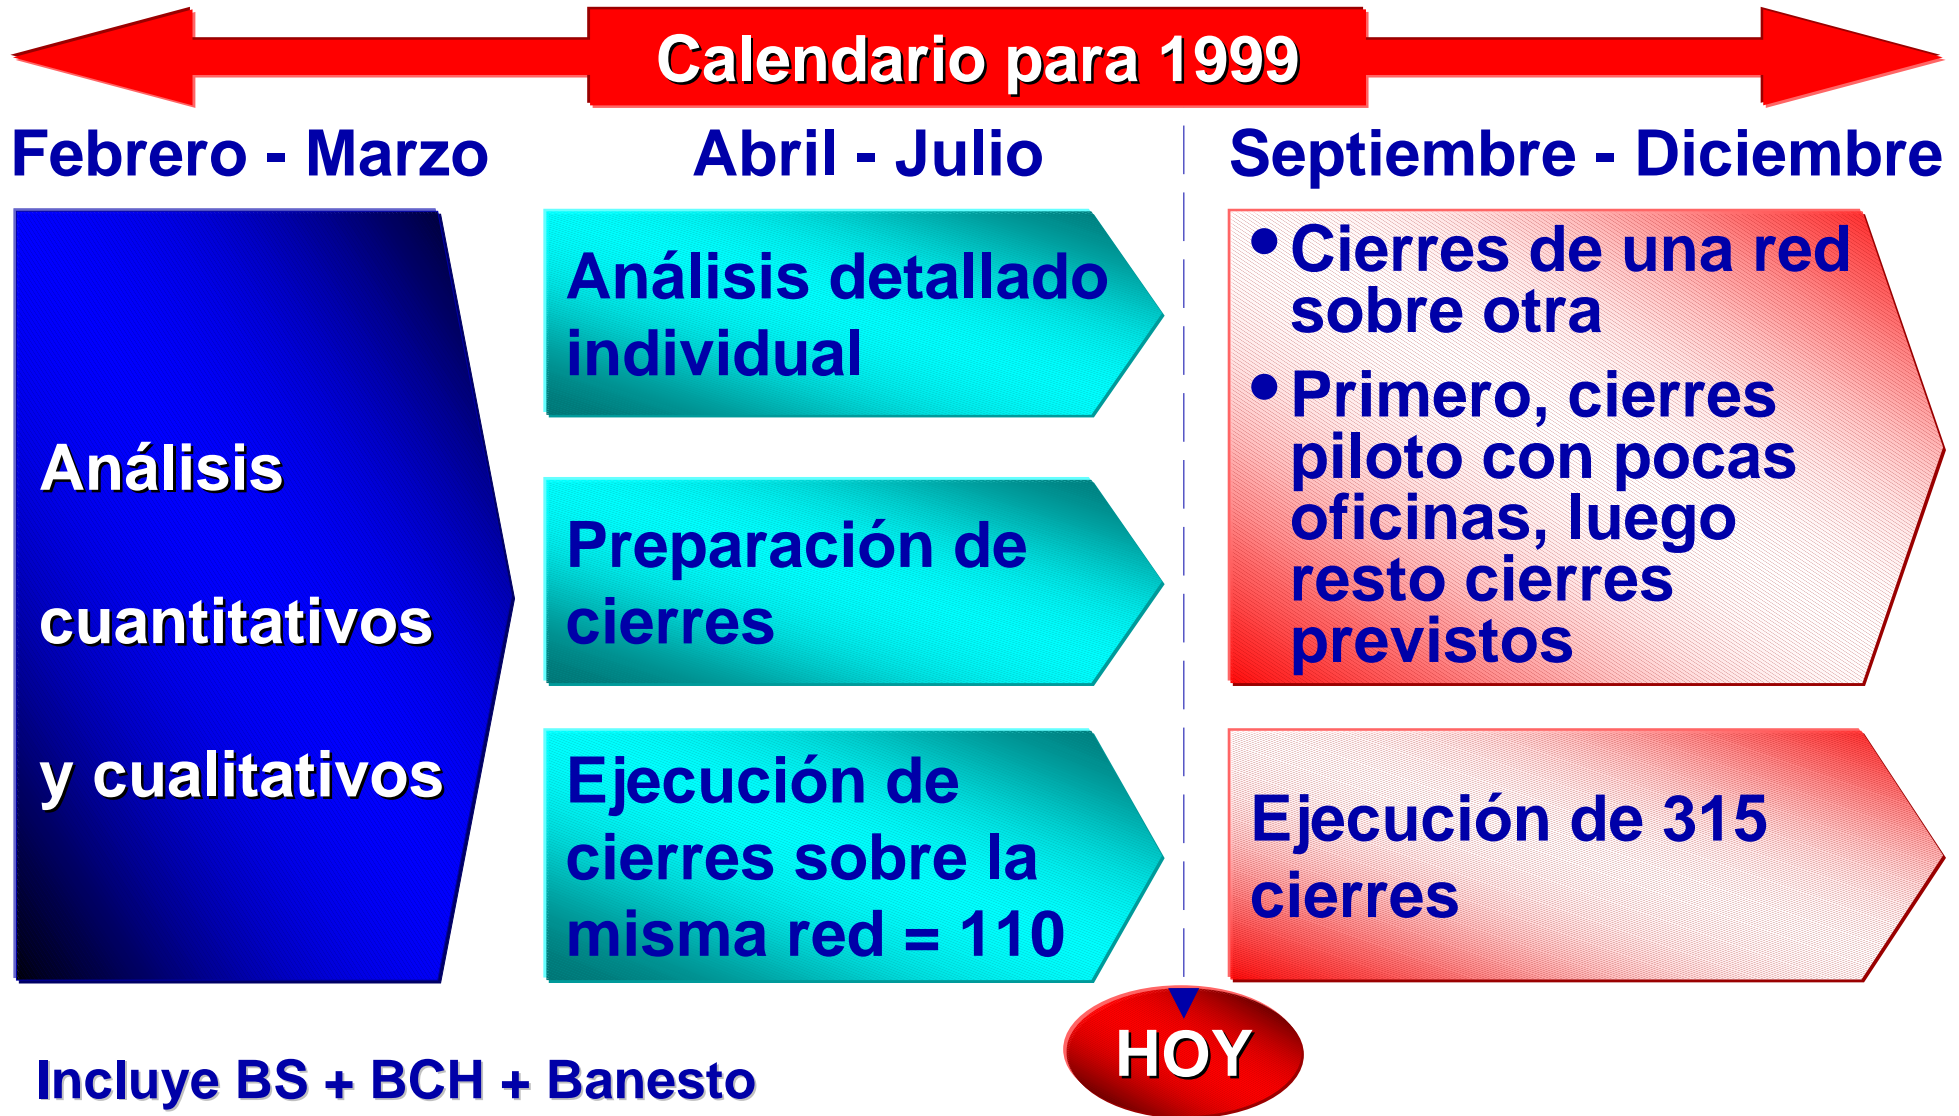 Calendario para 1999
Febrero - Marzo
Análisis
cuantitativos
y cualitativos
Abril - Julio
Análisis detallado
individual
Preparación de
cierres
Ejecución de
cierres sobre la
misma red = 110
Septiembre - Diciembre
•Cierres de una red
sobre otra
•Primero, cierres
piloto con pocas
oficinas, luego
resto cierres
previstos
Ejecución de 315
cierres
HOY
Incluye BS + BCH + Banesto